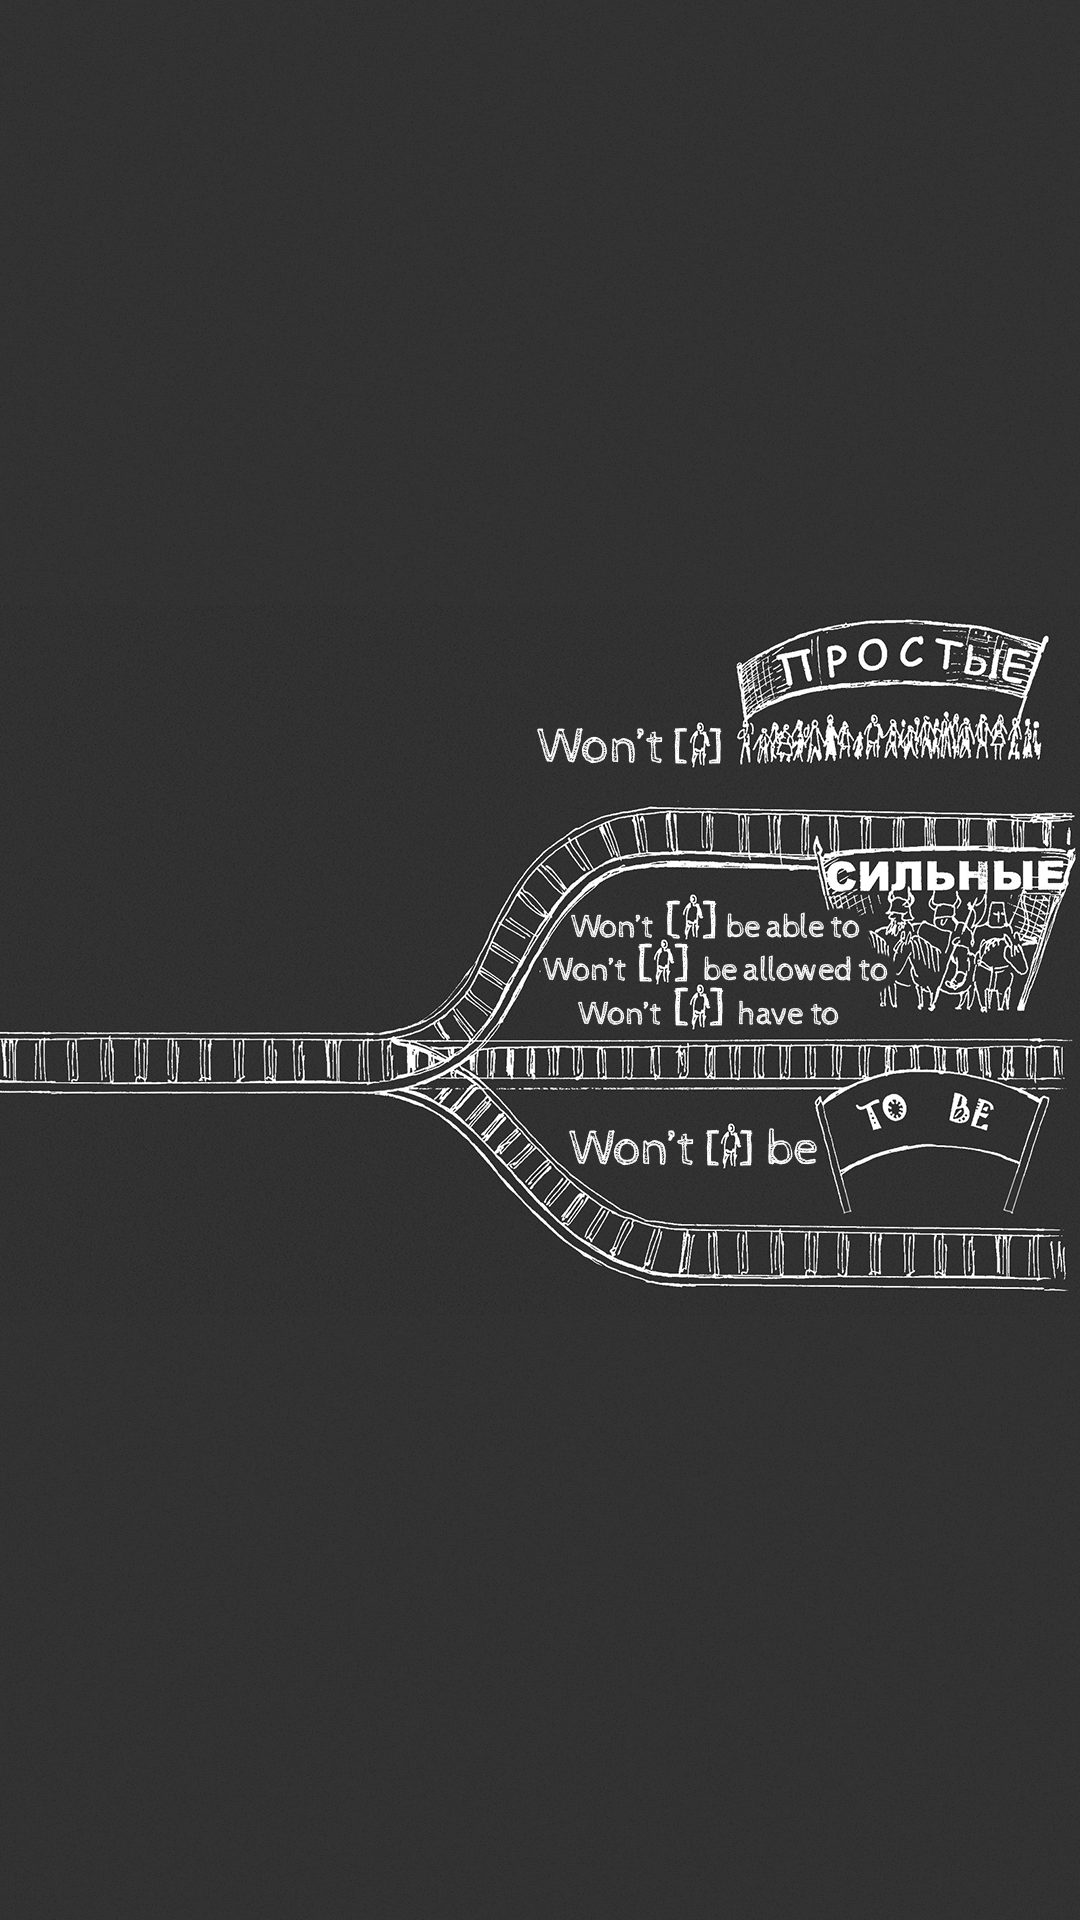 ПРОСТЫЕ
Won't [ ]
СИЛЬНЫЕ
Won't [ ] be able to
Won't [ ] be allowed to
Won't [ ] have to
TO BE
Won't [ ] be